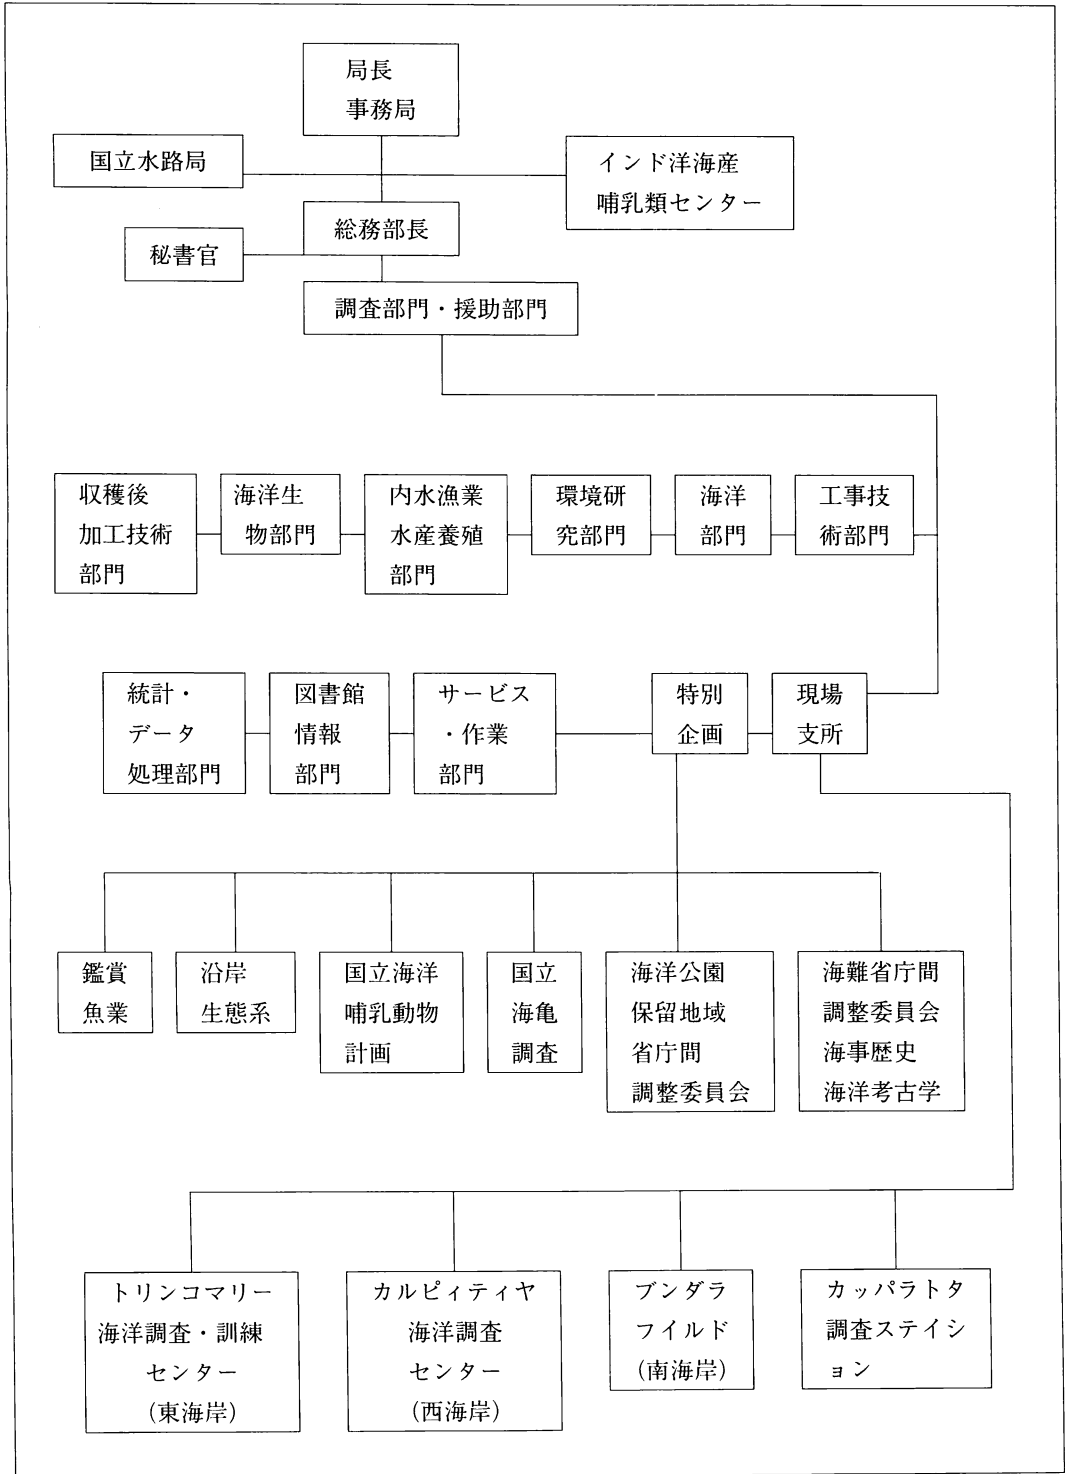 局長
事務局
国立水路局
インド洋海産
哺乳類センター
総務部長
秘書官
調査部門・援助部門
収穫後
加工技術
部門
海洋生
物部門
内水漁業
水産養殖
部門
環境研
究部門
海洋
部門
工事技
術部門
統計・
データ
処理部門
図書館
情報
部門
サービス
・作業
部門
特別
企画
現場
支所
鑑賞
魚業
沿岸
生態系
国立海洋
哺乳動物
計画
国立
海亀
調査
海洋公園
保留地域
省庁間
調整委員会
海難省庁間
調整委員会
海事歴史
海洋考古学
トリンコマリー
海洋調査・訓練
センター
(東海岸)
カルピィティヤ
海洋調査
センター
(西海岸)
ブンダラ
フイルド
(南海岸)
カッパラトタ
調査ステイシ
ョン